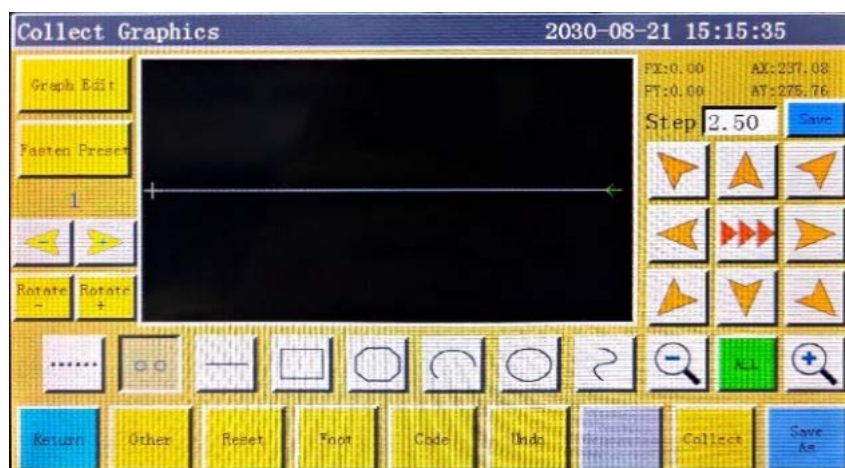 Collect Graphics 2030-08-21 15:15:35
Graph Edit
FX:0.00 AX:237.08
FY:0.00 AY:275.76
Step 2.50 Save
Fasten Preset
1
- +
Rotate - Rotate +
ALL
Return Other Reset Foot Code Undo Collect Save As